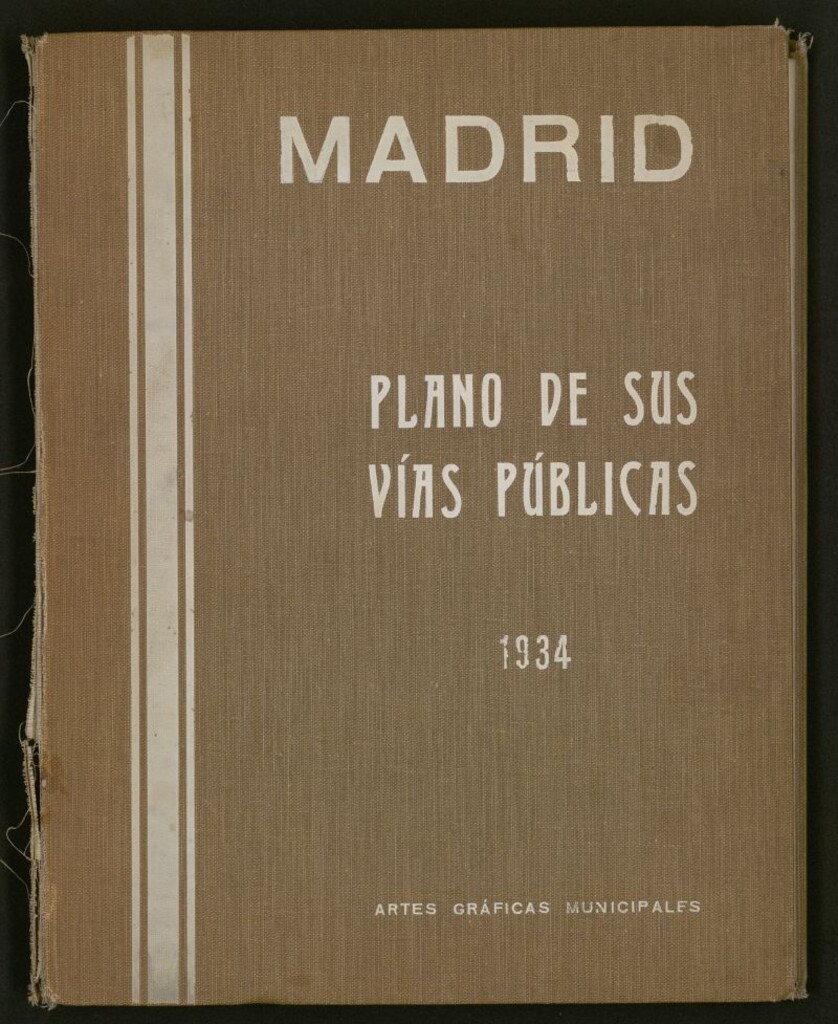 MADRID
PLANO DE SUS
VÍAS PÚBLICAS
1934
ARTES GRÁFICAS MUNICIPALES